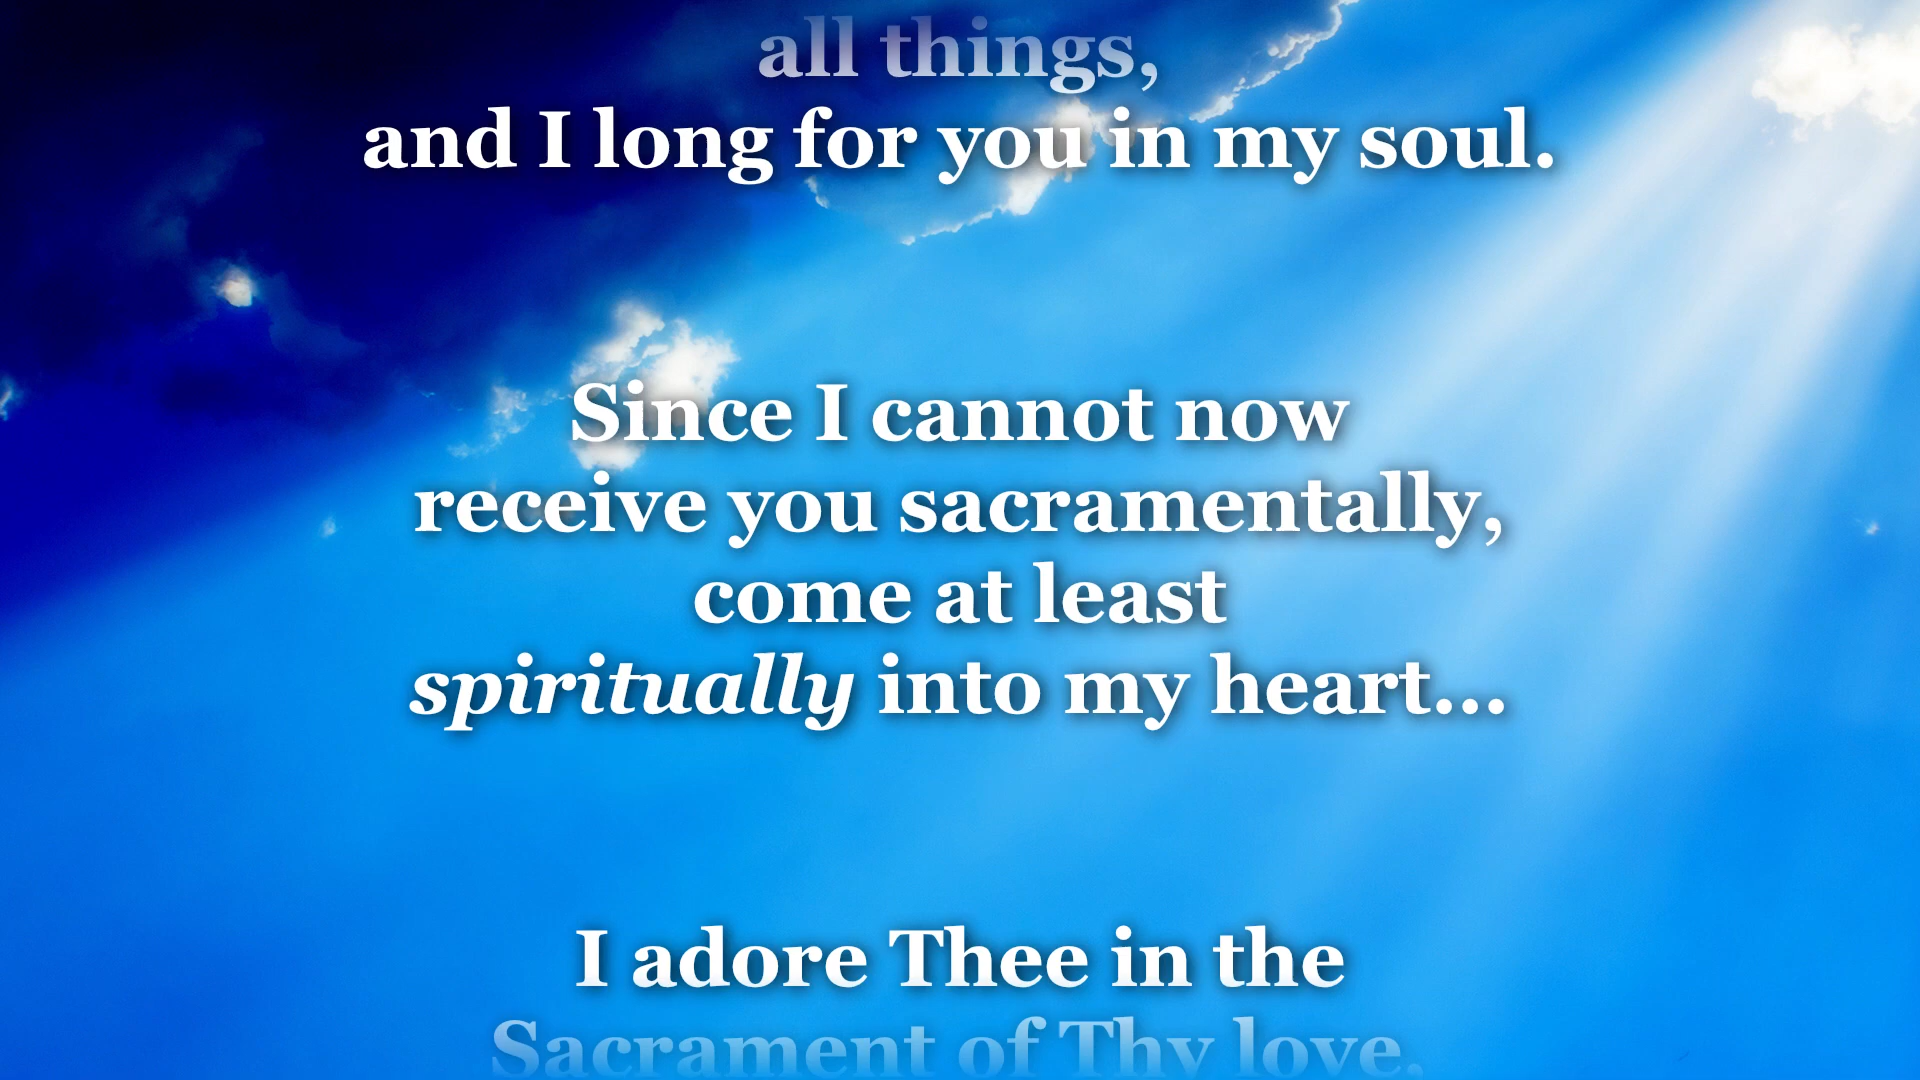 all things,
and I long for you in my soul.
Since I cannot now
receive you sacramentally,
come at least
spiritually into my heart...
I adore Thee in the
Sacrament of Thy love,